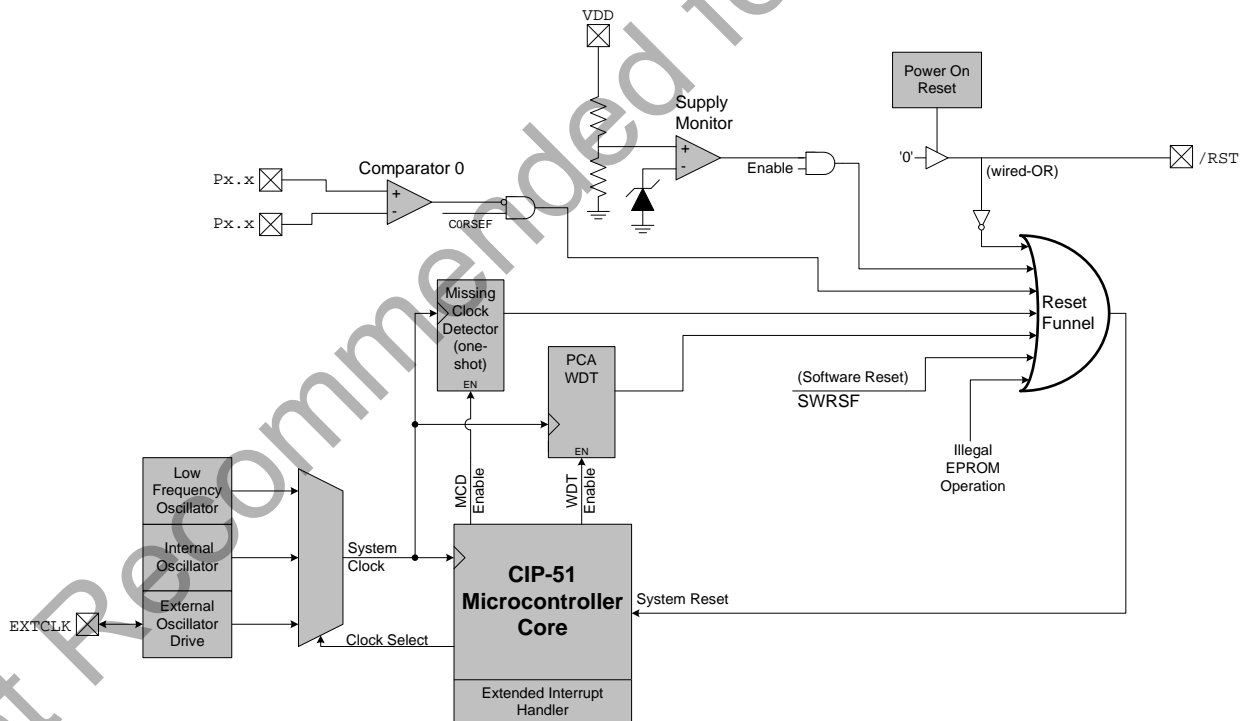 VDD
Power On
Reset
Supply
Monitor
+
-
'0'
/RST
(wired-OR)
Enable
Comparator 0
Px.x
Px.x
+
-
C0RSEF
Missing
Clock
Detector
(one-
shot)
EN
Reset
Funnel
PCA
WDT
EN
(Software Reset)
SWRSF
Illegal
EPROM
Operation
MCD
Enable
WDT
Enable
Low
Frequency
Oscillator
Internal
Oscillator
External
Oscillator
Drive
EXTCLK
System
Clock
Clock Select
CIP-51
Microcontroller
Core
System Reset
Extended Interrupt
Handler
Recommended